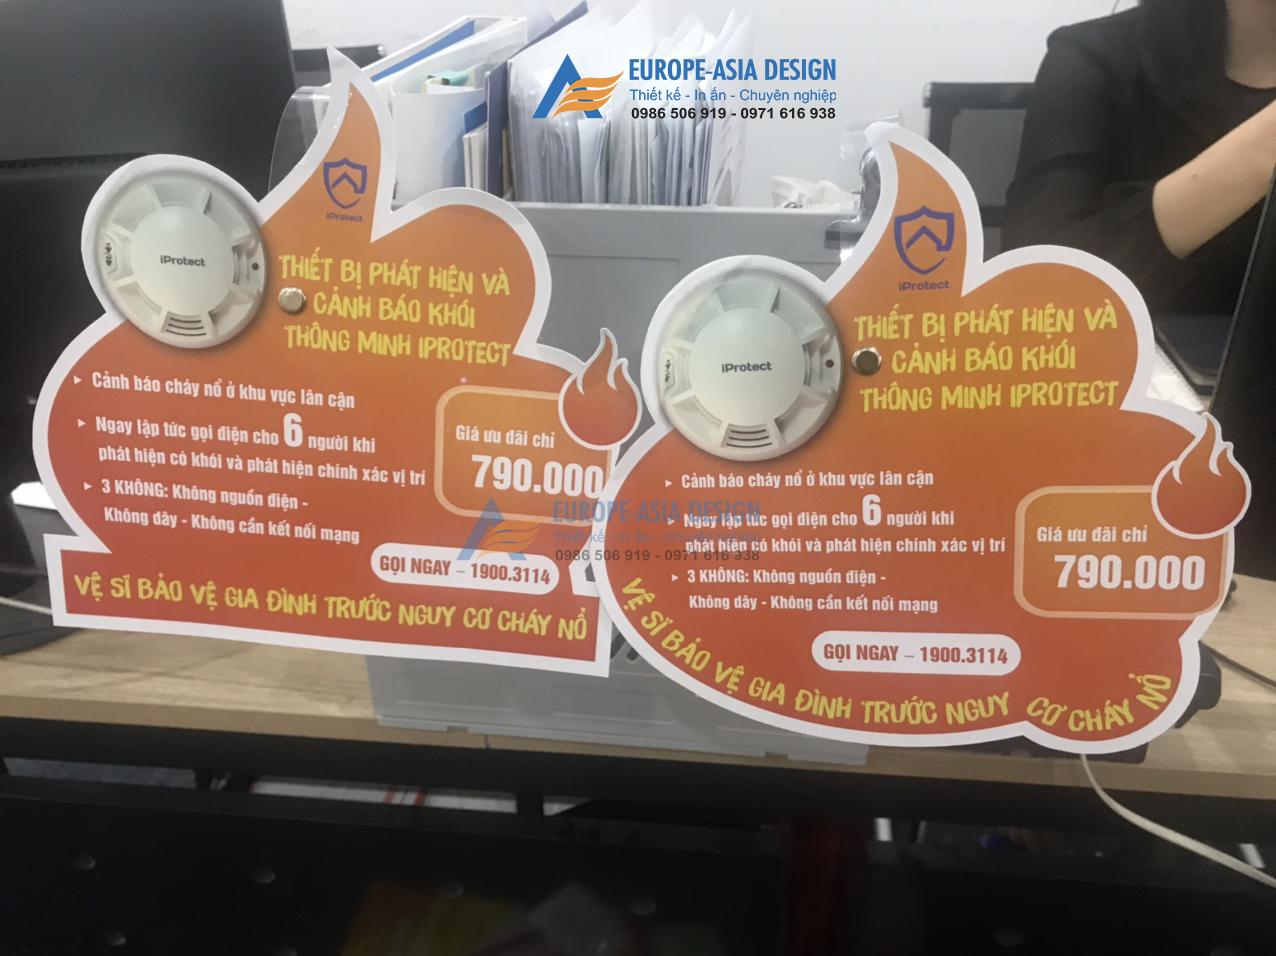 EUROPE-ASIA DESIGN
Thiết kế - In ấn - Chuyên nghiệp
0986 506 919 - 0971 616 938
iProtect
iProtect
THIẾT BỊ PHÁT HIỆN VÀ
CẢNH BÁO KHÓI
THÔNG MINH IPROTECT
Cảnh báo cháy nổ ở khu vực lân cận
Ngay lập tức gọi điện cho 6 người khi
phát hiện có khói và phát hiện chính xác vị trí
3 KHÔNG: Không nguồn điện -
Không dây - Không cần kết nối mạng
Giá ưu đãi chỉ
790.000
GỌI NGAY – 1900.3114
VỆ SĨ BẢO VỆ GIA ĐÌNH TRƯỚC NGUY CƠ CHÁY NỔ
iProtect
iProtect
THIẾT BỊ PHÁT HIỆN VÀ
CẢNH BÁO KHÓI
THÔNG MINH IPROTECT
Cảnh báo cháy nổ ở khu vực lân cận
Ngay lập tức gọi điện cho 6 người khi
phát hiện có khói và phát hiện chính xác vị trí
3 KHÔNG: Không nguồn điện -
Không dây - Không cần kết nối mạng
Giá ưu đãi chỉ
790.000
GỌI NGAY – 1900.3114
VỆ SĨ BẢO VỆ GIA ĐÌNH TRƯỚC NGUY CƠ CHÁY NỔ
EUROPE-ASIA DESIGN
Thiết kế - In ấn - Chuyên nghiệp
0986 506 919 - 0971 616 938